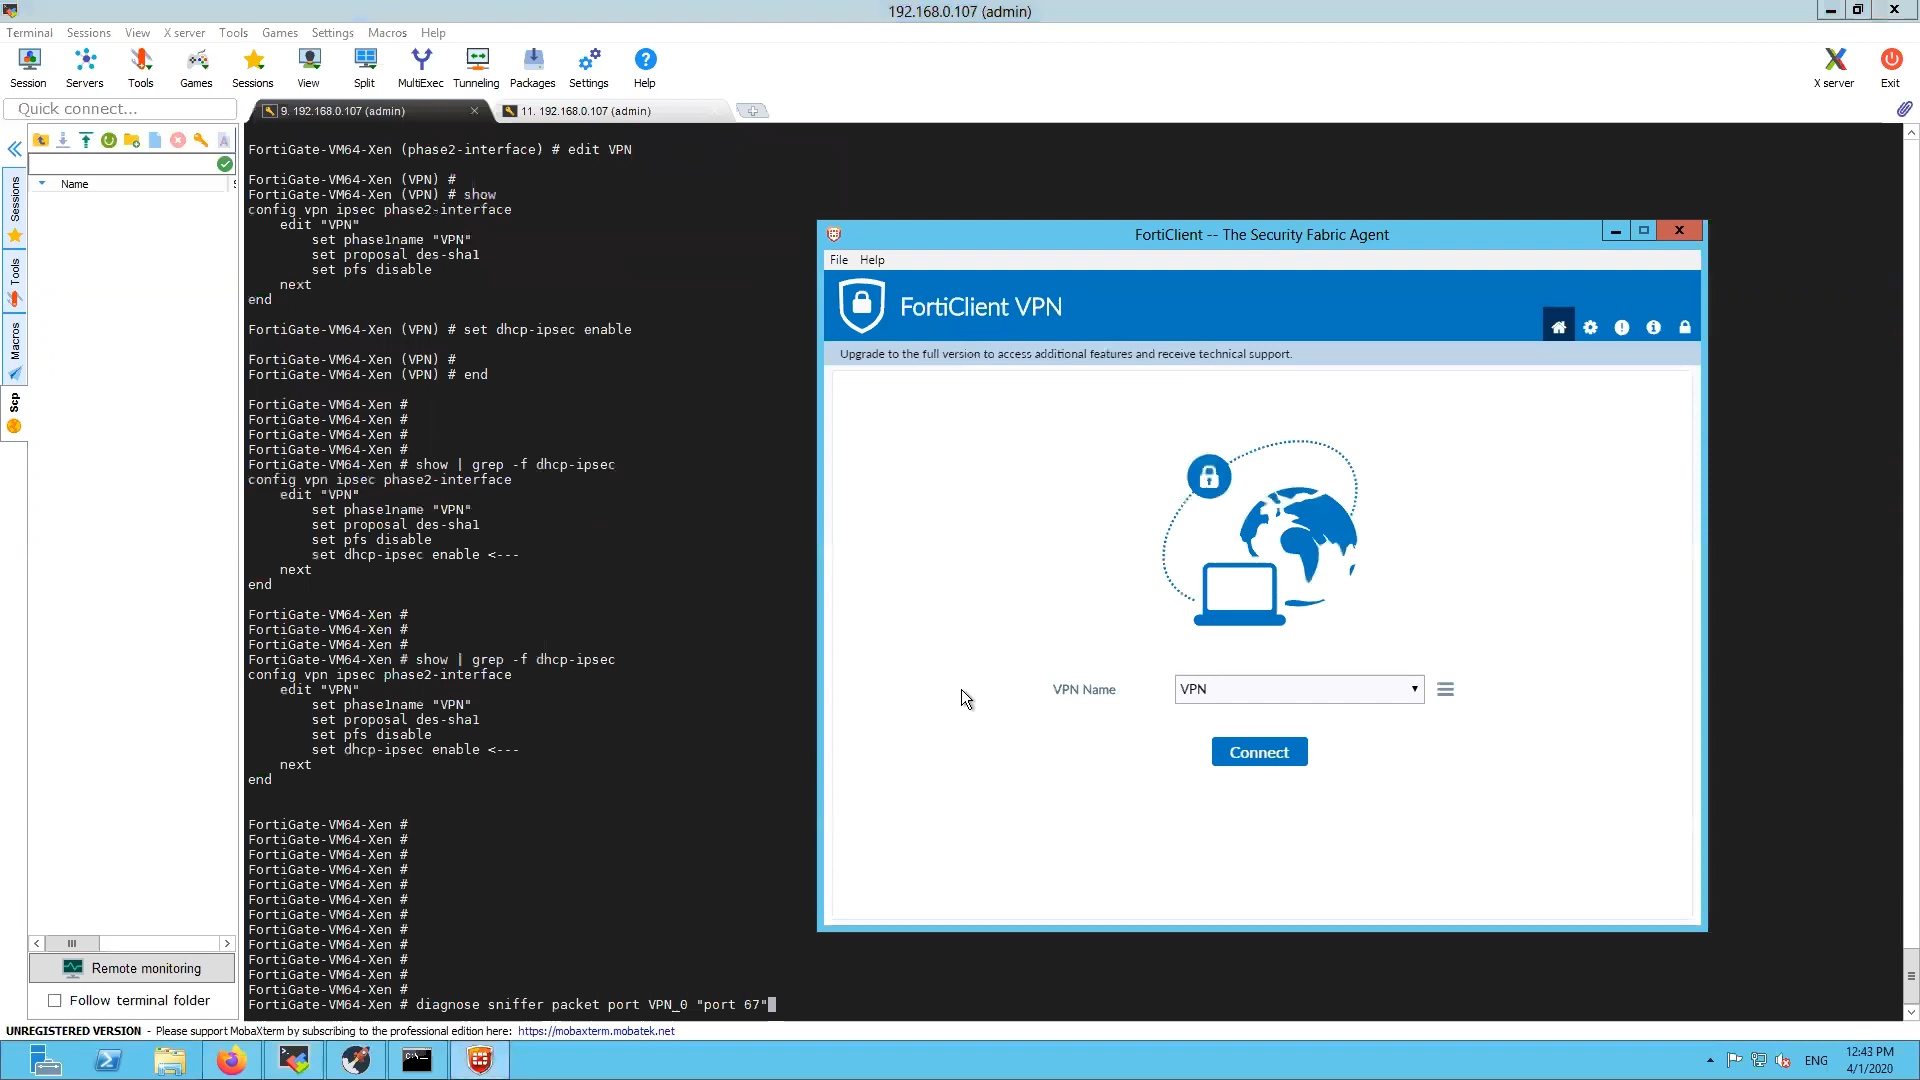 192.168.0.107 (admin)
Terminal Sessions View X server Tools Games Settings Macros Help
Session Servers Tools Games Sessions View Split MultiExec Tunneling Packages Settings Help X server Exit
Quick connect...
9. 192.168.0.107 (admin)
11. 192.168.0.107 (admin)
Name
Sessions
Tools
Macros
Scp
FortiGate-VM64-Xen (phase2-interface) # edit VPN
FortiGate-VM64-Xen (VPN) #
FortiGate-VM64-Xen (VPN) # show
config vpn ipsec phase2-interface
edit "VPN"
set phase1name "VPN"
set proposal des-sha1
set pfs disable
next
end
FortiGate-VM64-Xen (VPN) # set dhcp-ipsec enable
FortiGate-VM64-Xen (VPN) #
FortiGate-VM64-Xen (VPN) # end
FortiGate-VM64-Xen #
FortiGate-VM64-Xen #
FortiGate-VM64-Xen #
FortiGate-VM64-Xen #
FortiGate-VM64-Xen # show | grep -f dhcp-ipsec
config vpn ipsec phase2-interface
edit "VPN"
set phase1name "VPN"
set proposal des-sha1
set pfs disable
set dhcp-ipsec enable <---
next
end
FortiGate-VM64-Xen #
FortiGate-VM64-Xen #
FortiGate-VM64-Xen #
FortiGate-VM64-Xen # show | grep -f dhcp-ipsec
config vpn ipsec phase2-interface
edit "VPN"
set phase1name "VPN"
set proposal des-sha1
set pfs disable
set dhcp-ipsec enable <---
next
end
FortiGate-VM64-Xen #
FortiGate-VM64-Xen #
FortiGate-VM64-Xen #
FortiGate-VM64-Xen #
FortiGate-VM64-Xen #
FortiGate-VM64-Xen #
FortiGate-VM64-Xen #
FortiGate-VM64-Xen #
FortiGate-VM64-Xen #
FortiGate-VM64-Xen #
FortiGate-VM64-Xen #
FortiGate-VM64-Xen #
FortiGate-VM64-Xen # diagnose sniffer packet port VPN_0 "port 67"
FortiClient -- The Security Fabric Agent
File Help
FortiClient VPN
Upgrade to the full version to access additional features and receive technical support.
VPN Name
VPN
Connect
Remote monitoring
Follow terminal folder
UNREGISTERED VERSION - Please support MobaXterm by subscribing to the professional edition here: https://mobaxterm.mobatek.net
ENG
12:43 PM
4/1/2020